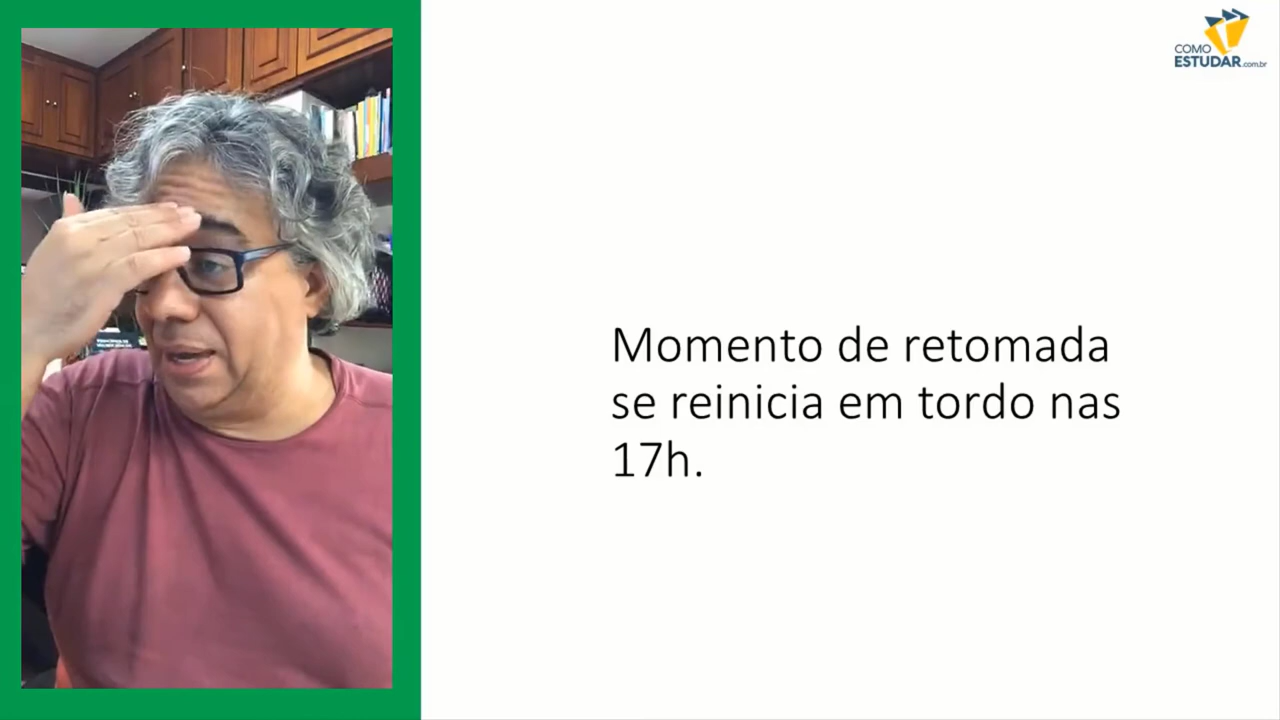 COMO
ESTUDAR.com.br
Momento de retomada
se reinicia em tordo nas
17h.